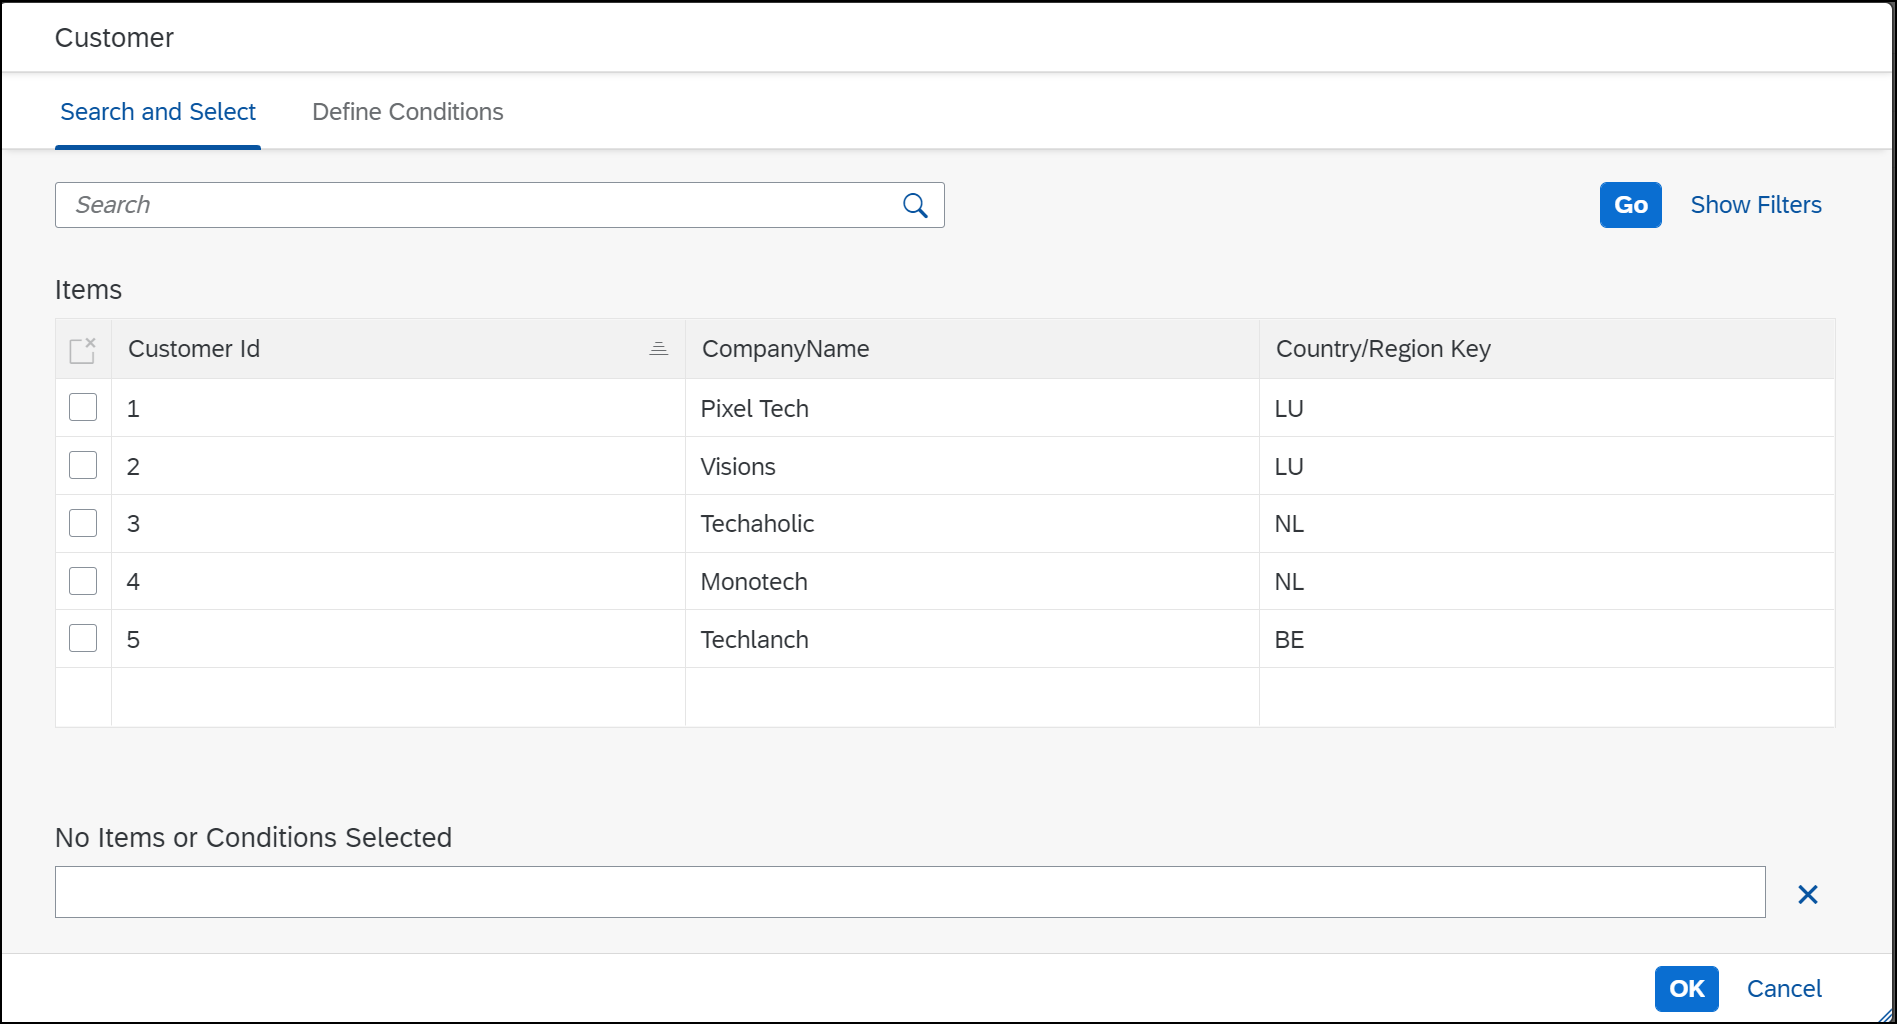 Customer
Search and Select Define Conditions
Search Go Show Filters
Items
Customer Id CompanyName Country/Region Key
1 Pixel Tech LU
2 Visions LU
3 Techaholic NL
4 Monotech NL
5 Techlanch BE
No Items or Conditions Selected
OK Cancel